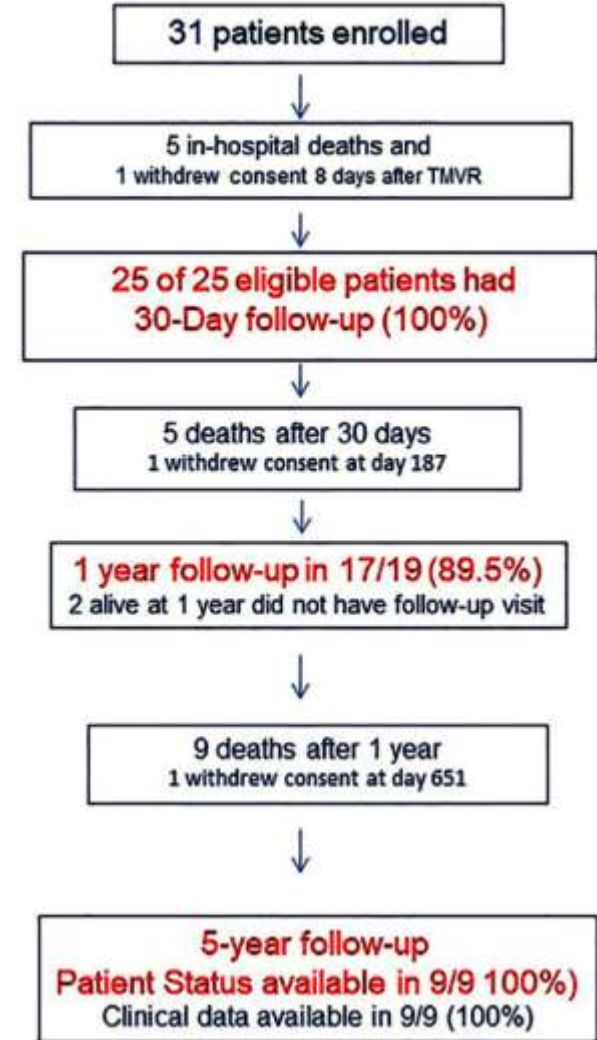 31 patients enrolled
5 in-hospital deaths and
1 withdrew consent 8 days after TMVR
25 of 25 eligible patients had
30-Day follow-up (100%)
5 deaths after 30 days
1 withdrew consent at day 187
1 year follow-up in 17/19 (89.5%)
2 alive at 1 year did not have follow-up visit
9 deaths after 1 year
1 withdrew consent at day 651
5-year follow-up
Patient Status available in 9/9 100%)
Clinical data available in 9/9 (100%)